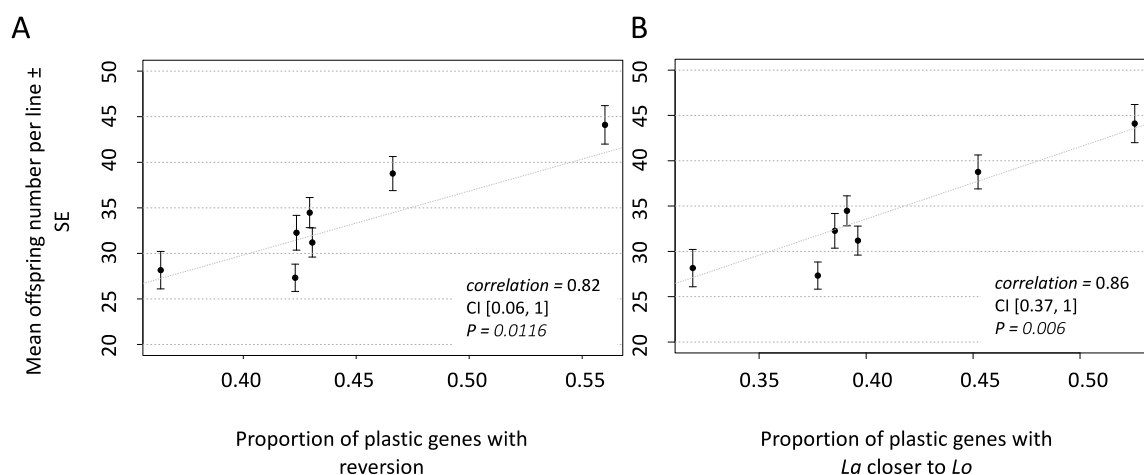 A
B
Mean offspring number per line ±
SE
50
45
40
35
30
25
20
0.40
0.45
0.50
0.55
correlation = 0.82
CI [0.06, 1]
P = 0.0116
Proportion of plastic genes with
reversion
50
45
40
35
30
25
20
0.35
0.40
0.45
0.50
correlation = 0.86
CI [0.37, 1]
P = 0.006
Proportion of plastic genes with
La closer to Lo